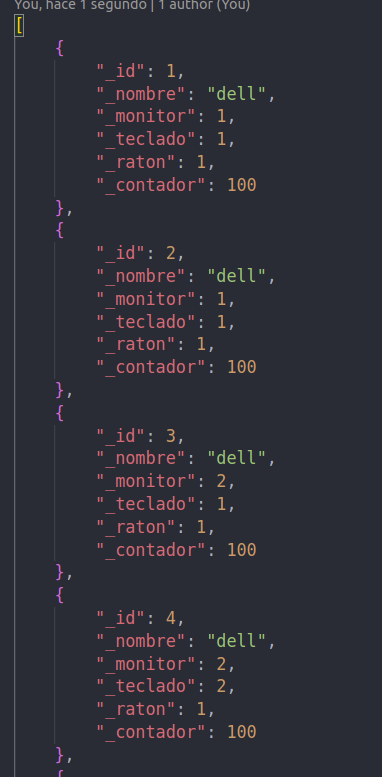 You, hace 1 segundo | 1 author (You)
[
{
"_id": 1,
"_nombre": "dell",
"_monitor": 1,
"_teclado": 1,
"_raton": 1,
"_contador": 100
},
{
"_id": 2,
"_nombre": "dell",
"_monitor": 1,
"_teclado": 1,
"_raton": 1,
"_contador": 100
},
{
"_id": 3,
"_nombre": "dell",
"_monitor": 2,
"_teclado": 1,
"_raton": 1,
"_contador": 100
},
{
"_id": 4,
"_nombre": "dell",
"_monitor": 2,
"_teclado": 2,
"_raton": 1,
"_contador": 100
},
{